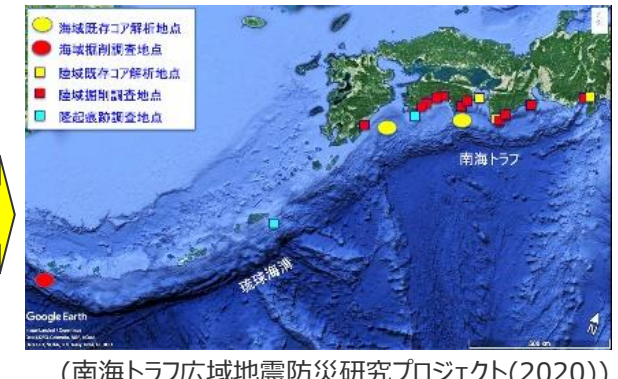 海域既存コア解析地点
海域掘削調査地点
陸域既存コア解析地点
陸域掘削調査地点
隆起痕跡調査地点
南海トラフ
琉球海溝
Google Earth
N
(南海トラフ広域地震防災研究プロジェクト(2020))